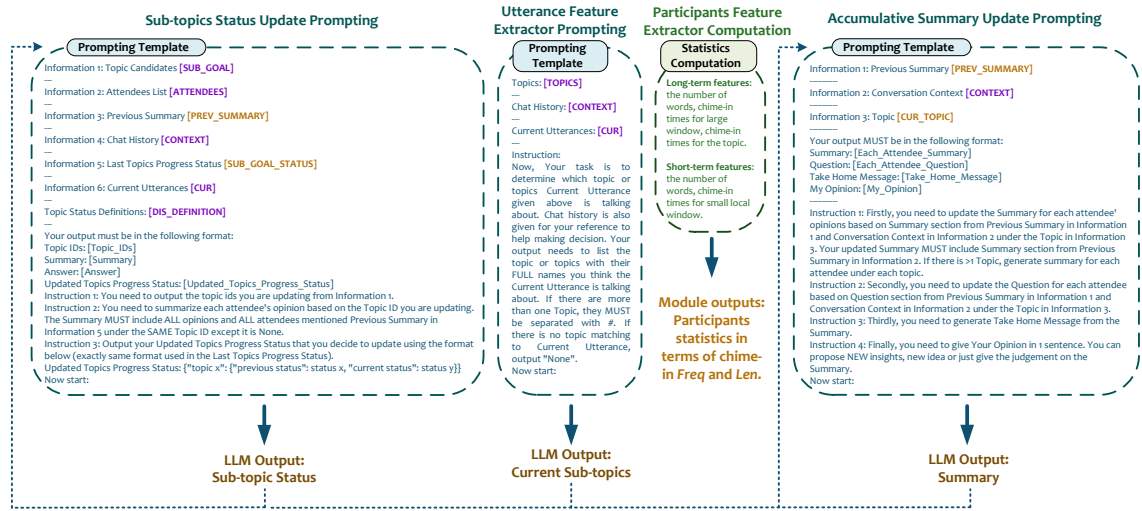 Sub-topics Status Update Prompting
Prompting Template
Information 1: Topic Candidates [SUB_GOAL]
---
Information 2: Attendees List [ATTENDEES]
---
Information 3: Previous Summary [PREV_SUMMARY]
---
Information 4: Chat History [CONTEXT]
---
Information 5: Last Topics Progress Status [SUB_GOAL_STATUS]
---
Information 6: Current Utterances [CUR]
---
Topic Status Definitions: [DIS_DEFINITION]
---
Your output must be in the following format:
Topic IDs: [Topic_IDs]
Summary: [Summary]
Answer: [Answer]
Updated Topics Progress Status: [Updated_Topics_Progress_Status]
Instruction 1: You need to output the topic ids you are updating from Information 1.
Instruction 2: You need to summarize each attendee's opinion based on the Topic ID you are updating.
The Summary MUST include ALL opinions and ALL attendees mentioned Previous Summary in
Information 5 under the SAME Topic ID except it is None.
Instruction 3: Output your Updated Topics Progress Status that you decide to update using the format
below (exactly same format used in the Last Topics Progress Status).
Updated Topics Progress Status: {"topic x": {"previous status": status x, "current status": status y}}
Now start:
LLM Output:
Sub-topic Status
Utterance Feature
Extractor Prompting
Prompting
Template
Topics: [TOPICS]
---
Chat History: [CONTEXT]
---
Current Utterances: [CUR]
---
Instruction:
Now, Your task is to
determine which topic or
topics Current Utterance
given above is talking
about. Chat history is also
given for your reference to
help making decision. Your
output needs to list the
topic or topics with their
FULL names you think the
Current Utterance is talking
about. If there are more
than one Topic, they MUST
be separated with #. If
there is no topic matching
to Current Utterance,
output "None".
Now start:
LLM Output:
Current Sub-topics
Participants Feature
Extractor Computation
Statistics
Computation
Long-term features:
the number of
words, chime-in
times for large
window, chime-in
times for the topic.
Short-term features:
the number of
words, chime-in
times for small local
window.
Module outputs:
Participants
statistics in
terms of chime-
in Freq and Len.
Accumulative Summary Update Prompting
Prompting Template
Information 1: Previous Summary [PREV_SUMMARY]
----------
Information 2: Conversation Context [CONTEXT]
----------
Information 3: Topic [CUR_TOPIC]
----------
Your output MUST be in the following format:
Summary: [Each_Attendee_Summary]
Question: [Each_Attendee_Question]
Take Home Message: [Take_Home_Message]
My Opinion: [My_Opinion]
----------
Instruction 1: Firstly, you need to update the Summary for each attendee'
opinions based on Summary section from Previous Summary in Information
1 and Conversation Context in Information 2 under the Topic in Information
3. Your updated Summary MUST include Summary section from Previous
Summary in Information 2. If there is >1 Topic, generate summary for each
attendee under each topic.
Instruction 2: Secondly, you need to update the Question for each attendee
based on Question section from Previous Summary in Information 1 and
Conversation Context in Information 2 under the Topic in Information 3.
Instruction 3: Thirdly, you need to generate Take Home Message from the
Summary.
Instruction 4: Finally, you need to give Your Opinion in 1 sentence. You can
propose NEW insights, new idea or just give the judgement on the
Summary.
Now start:
LLM Output:
Summary